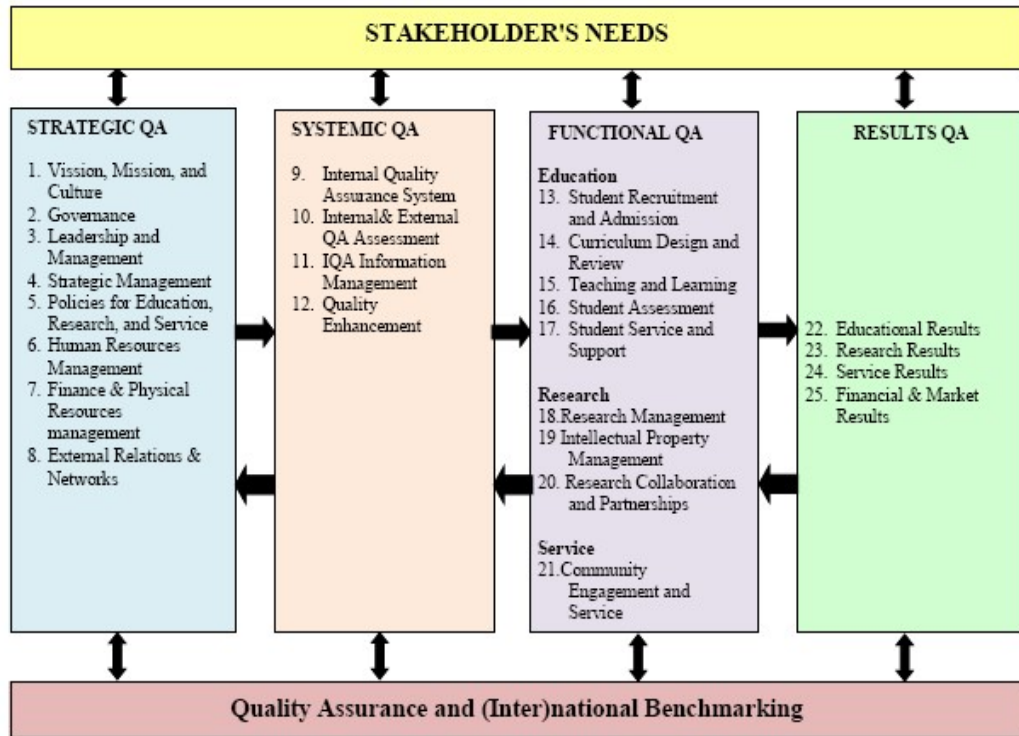 STAKEHOLDER'S NEEDS
STRATEGIC QA
1. Vission, Mission, and
Culture
2. Governance
3. Leadership and
Management
4. Strategic Management
5. Policies for Education,
Research, and Service
6. Human Resources
Management
7. Finance & Physical
Resources
management
8. External Relations &
Networks
SYSTEMIC QA
9. Internal Quality
Assurance System
10. Internal& External
QA Assessment
11. IQA Information
Management
12. Quality
Enhancement
FUNCTIONAL QA
Education
13. Student Recruitment
and Admission
14. Curriculum Design and
Review
15. Teaching and Learning
16. Student Assessment
17. Student Service and
Support
Research
18.Research Management
19 Intellectual Property
Management
20. Research Collaboration
and Partnerships
Service
21.Community
Engagement and
Service
RESULTS QA
22. Educational Results
23. Research Results
24. Service Results
25. Financial & Market
Results
Quality Assurance and (Inter)national Benchmarking